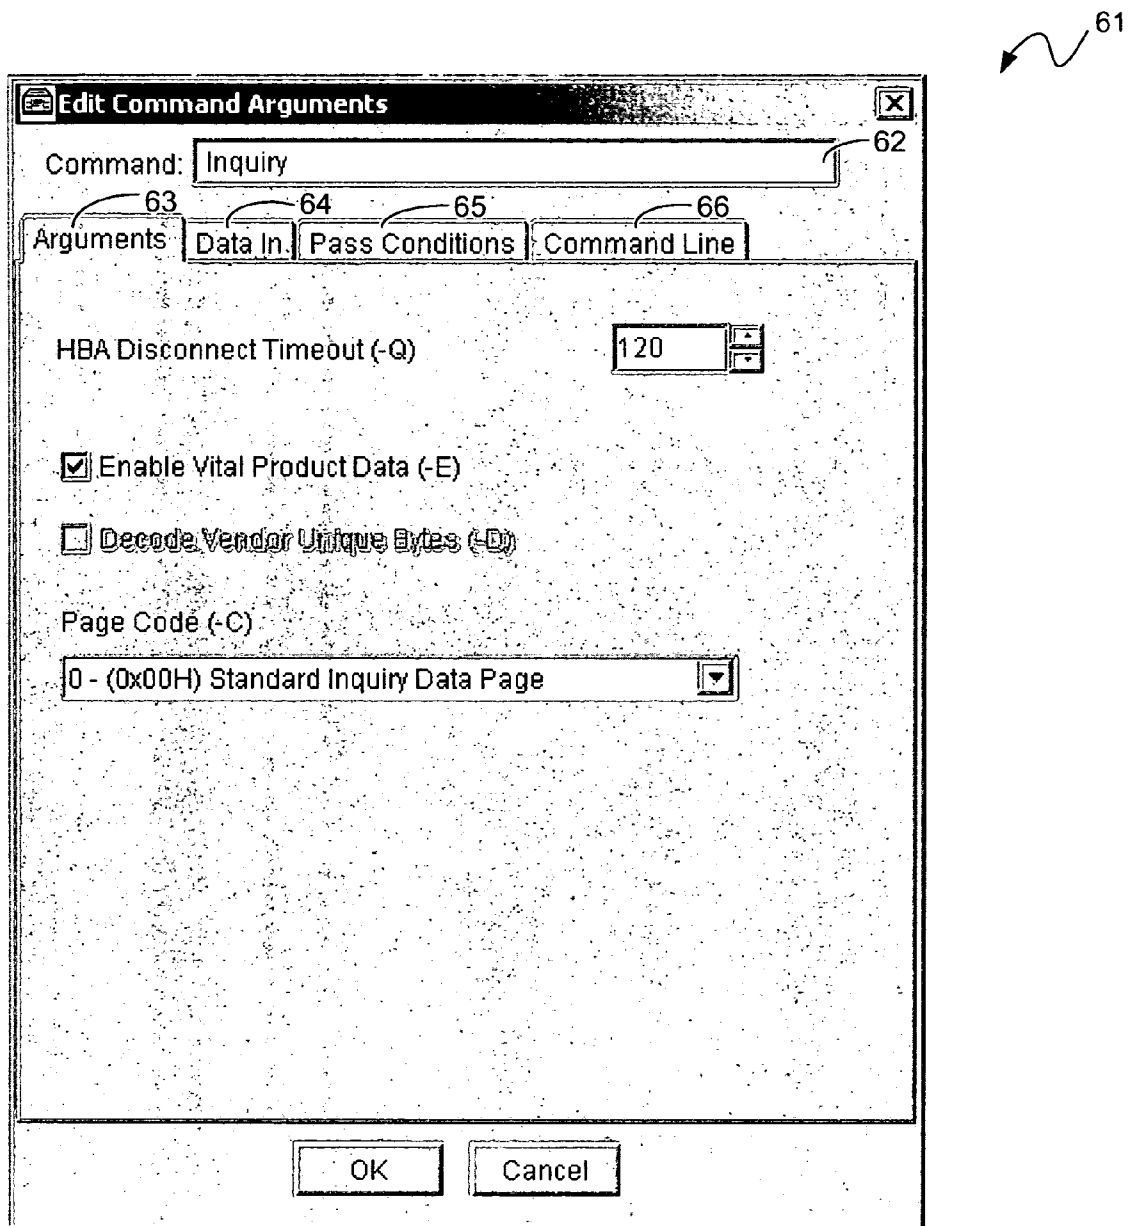 61
Edit Command Arguments
Command: Inquiry 62
63 64 65 66
Arguments Data In Pass Conditions Command Line
HBA Disconnect Timeout (-Q) 120
Enable Vital Product Data (-E)
Decode Vendor Unique Bytes (-D)
Page Code (-C)
0 - (0x00H) Standard Inquiry Data Page
OK Cancel